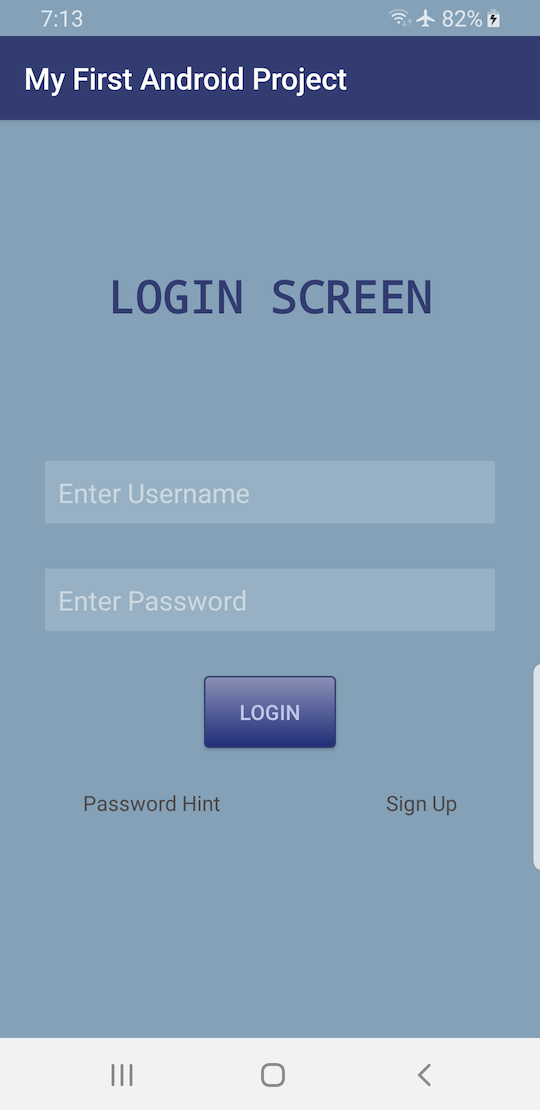 7:13 82%
My First Android Project
LOGIN SCREEN
Enter Username
Enter Password
LOGIN
Password Hint Sign Up